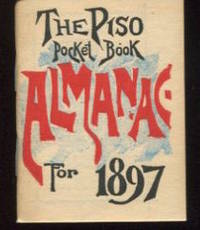 THE PISO
POCKET BOOK
ALMANAC
FOR 1897